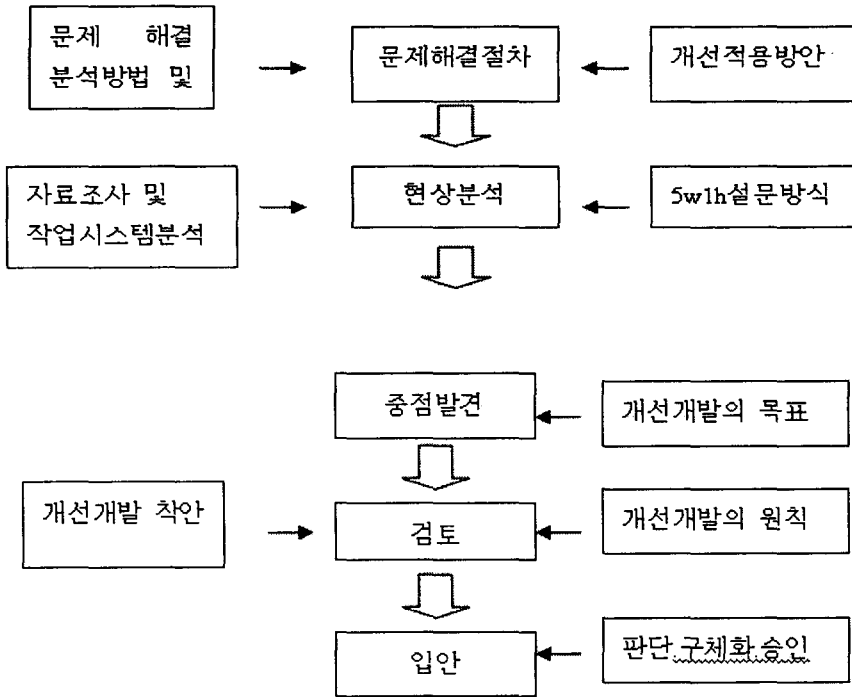 문제 해결
분석방법 및
문제해결절차
개선적용방안
자료조사 및
작업시스템분석
현상분석
5w1h설문방식
중점발견
개선개발의 목표
개선개발 착안
검토
개선개발의 원칙
입안
판단.구체화.승인